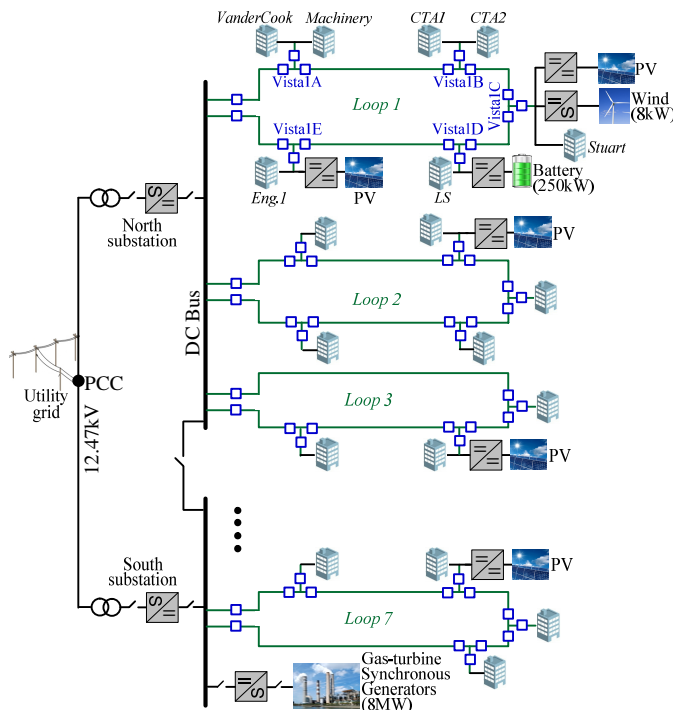 VanderCook
Machinery
CTA1
CTA2
Vista1A
Vista1B
Loop 1
Vista1C
PV
Wind
(8kW)
Stuart
Vista1E
Vista1D
Eng.1
PV
LS
Battery
(250kW)
North
substation
DC Bus
PV
Loop 2
Utility
grid
PCC
12.47kV
Loop 3
PV
South
substation
PV
Loop 7
Gas-turbine
Synchronous
Generators
(8MW)